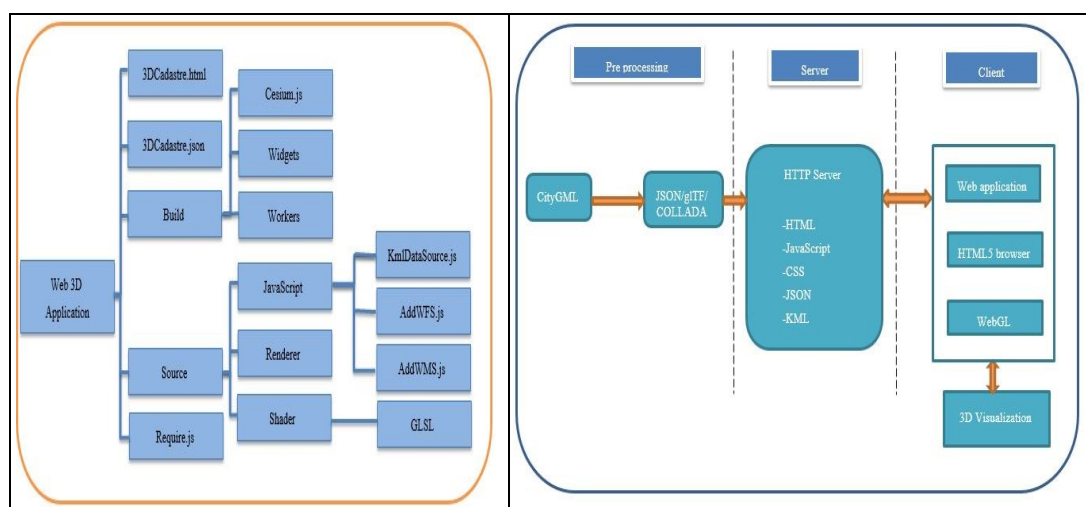 3DCadastre.html
3DCadastre.json
Build
Cesium.js
Widgets
Workers
Web 3D
Application
Source
JavaScript
KmlDataSource.js
AddWFS.js
Renderer
AddWMS.js
Shader
GLSL
Require.js
Pre processing
Server
Client
CityGML
JSON/glTF/
COLLADA
HTTP Server
-HTML
-JavaScript
-CSS
-JSON
-KML
Web application
HTML5 browser
WebGL
3D Visualization